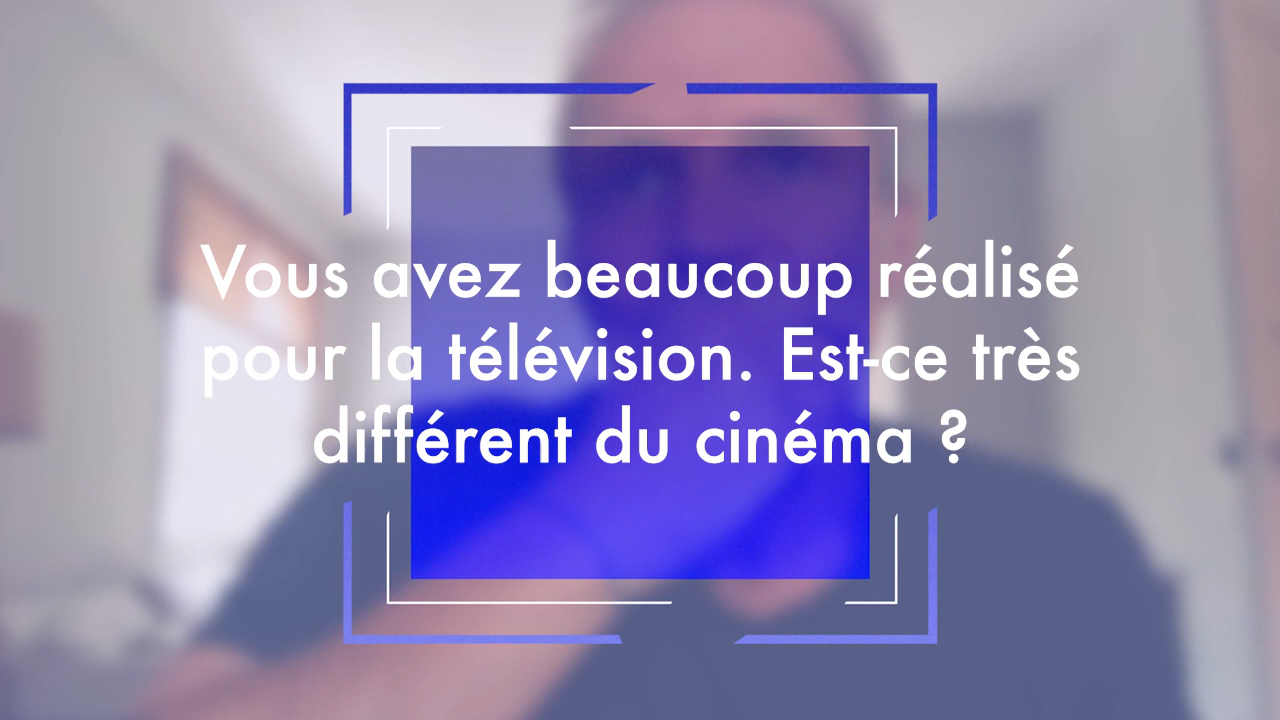 Vous avez beaucoup réalisé
pour la télévision. Est-ce très
différent du cinéma ?